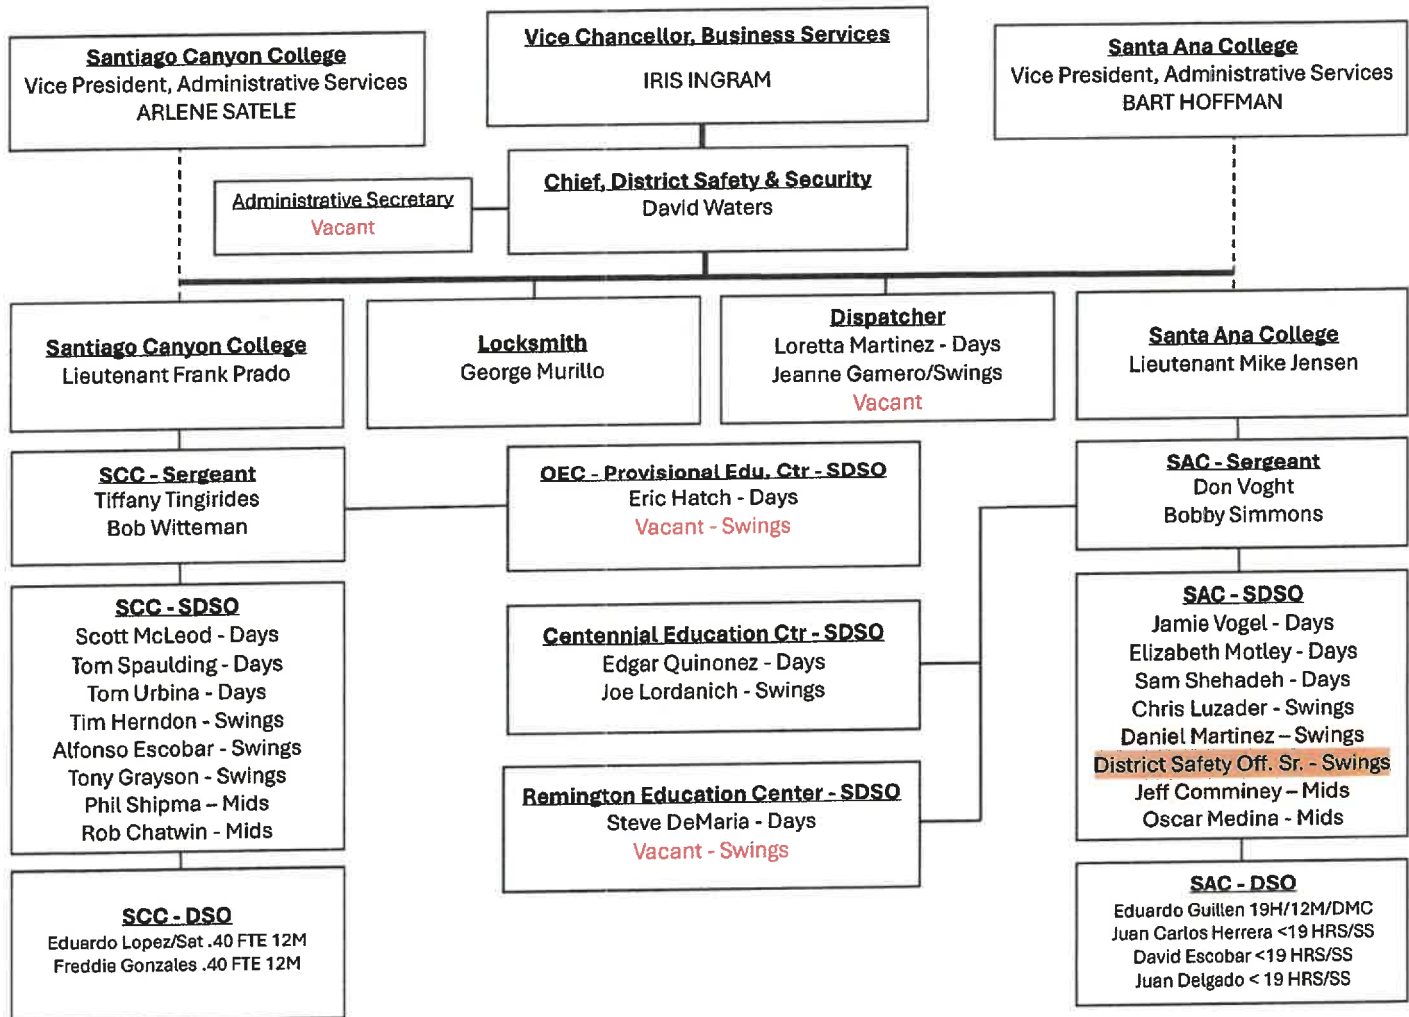 Santiago Canyon College
Vice President, Administrative Services
ARLENE SATELE
Vice Chancellor, Business Services
IRIS INGRAM
Santa Ana College
Vice President, Administrative Services
BART HOFFMAN
Administrative Secretary
Vacant
Chief, District Safety & Security
David Waters
Santiago Canyon College
Lieutenant Frank Prado
Locksmith
George Murillo
Dispatcher
Loretta Martinez - Days
Jeanne Gamero/Swings
Vacant
Santa Ana College
Lieutenant Mike Jensen
SCC - Sergeant
Tiffany Tingirides
Bob Witteman
OEC - Provisional Edu. Ctr - SDSO
Eric Hatch - Days
Vacant - Swings
SAC - Sergeant
Don Voght
Bobby Simmons
SCC - SDSO
Scott McLeod - Days
Tom Spaulding - Days
Tom Urbina - Days
Tim Herndon - Swings
Alfonso Escobar - Swings
Tony Grayson - Swings
Phil Shipma – Mids
Rob Chatwin - Mids
Centennial Education Ctr - SDSO
Edgar Quinonez - Days
Joe Lordanich - Swings
Remington Education Center - SDSO
Steve DeMaria - Days
Vacant - Swings
SAC - SDSO
Jamie Vogel - Days
Elizabeth Motley - Days
Sam Shehadeh - Days
Chris Luzader - Swings
Daniel Martinez – Swings
District Safety Off. Sr. - Swings
Jeff Comminey – Mids
Oscar Medina - Mids
SCC - DSO
Eduardo Lopez/Sat .40 FTE 12M
Freddie Gonzales .40 FTE 12M
SAC - DSO
Eduardo Guillen 19H/12M/DMC
Juan Carlos Herrera <19 HRS/SS
David Escobar <19 HRS/SS
Juan Delgado < 19 HRS/SS